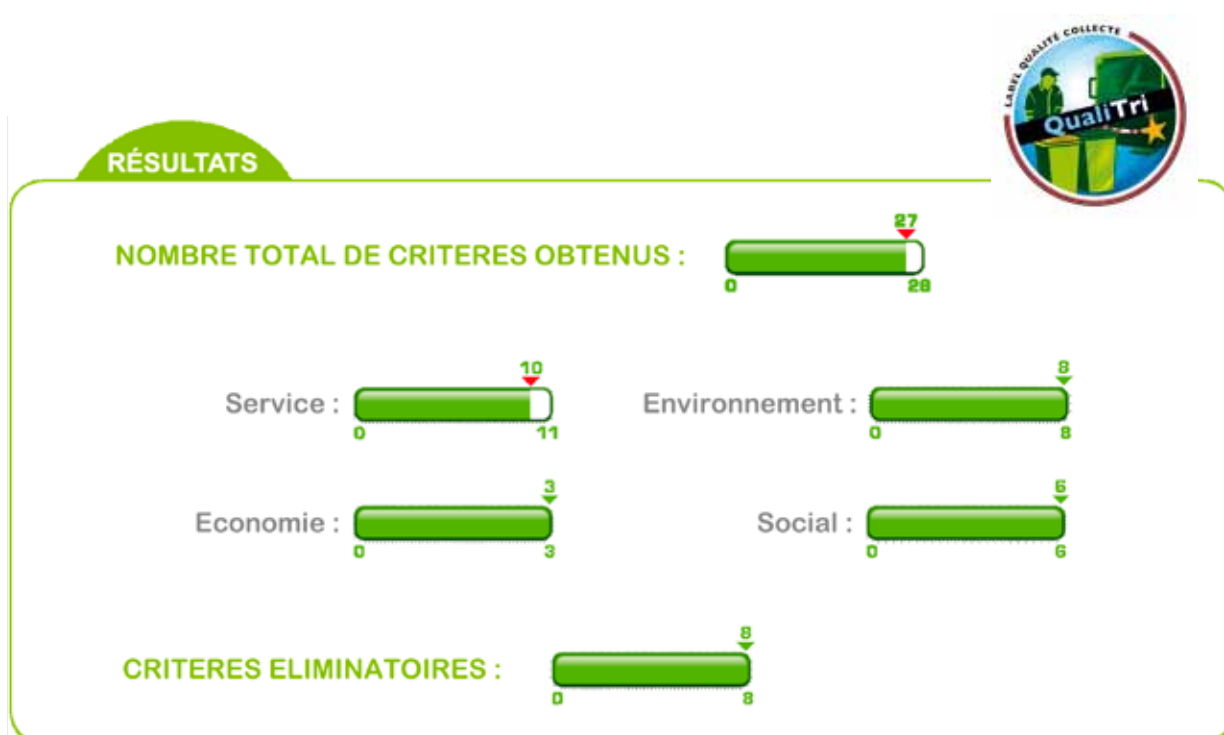 LABEL QUALITÉ COLLECTE
QualiTri
RÉSULTATS
27
NOMBRE TOTAL DE CRITERES OBTENUS :
0 28
10 8
Service : Environnement :
0 11 0 8
3 6
Economie : Social :
0 3 0 6
8
CRITERES ELIMINATOIRES :
0 8